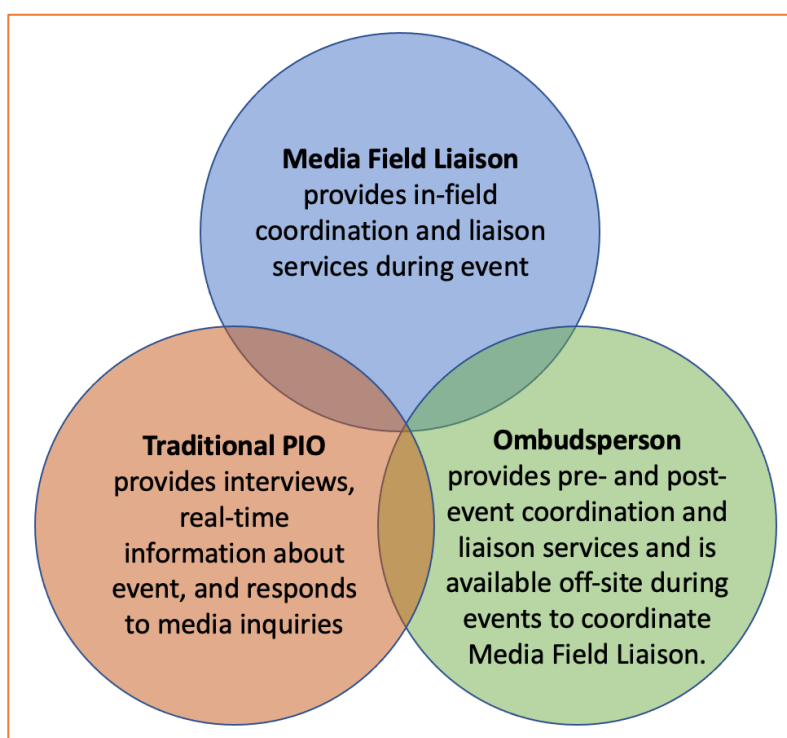 Media Field Liaison
provides in-field
coordination and liaison
services during event
Traditional PIO
provides interviews,
real-time
information about
event, and responds
to media inquiries
Ombudsperson
provides pre- and post-
event coordination and
liaison services and is
available off-site during
events to coordinate
Media Field Liaison.